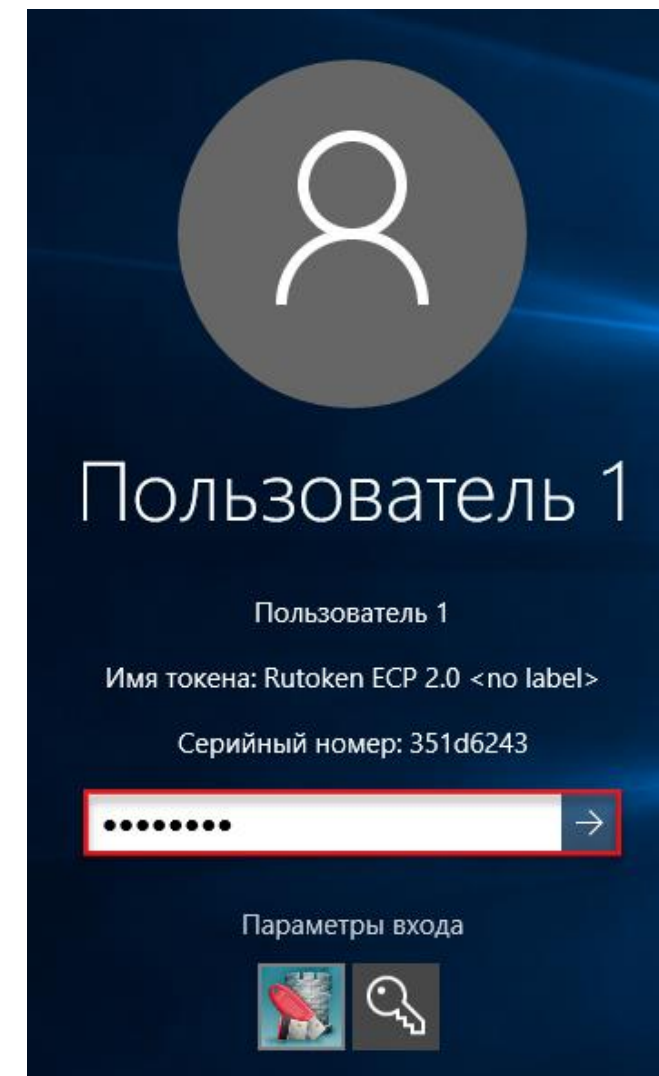 Пользователь 1
Пользователь 1
Имя токена: Rutoken ECP 2.0 <no label>
Серийный номер: 351d6243
••••••••
Параметры входа